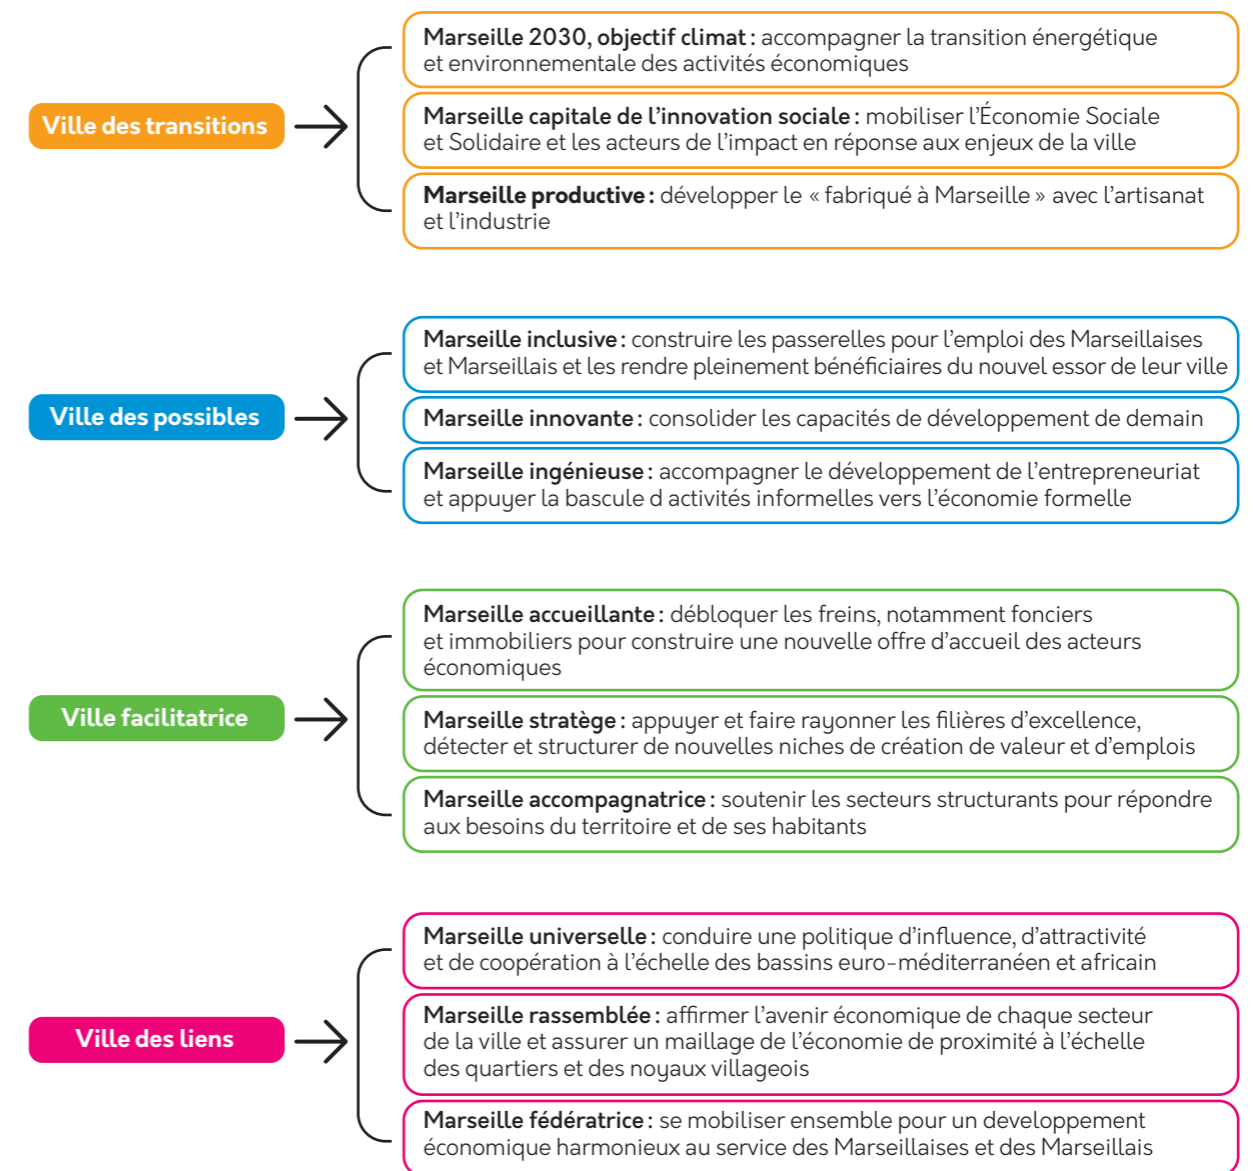 Ville des transitions
Marseille 2030, objectif climat : accompagner la transition énergétique
et environnementale des activités économiques
Marseille capitale de l’innovation sociale : mobiliser l’Économie Sociale
et Solidaire et les acteurs de l’impact en réponse aux enjeux de la ville
Marseille productive : développer le « fabriqué à Marseille » avec l’artisanat
et l’industrie
Ville des possibles
Marseille inclusive : construire les passerelles pour l’emploi des Marseillaises
et Marseillais et les rendre pleinement bénéficiaires du nouvel essor de leur ville
Marseille innovante : consolider les capacités de développement de demain
Marseille ingénieuse : accompagner le développement de l’entrepreneuriat
et appuyer la bascule d activités informelles vers l’économie formelle
Ville facilitatrice
Marseille accueillante : débloquer les freins, notamment fonciers
et immobiliers pour construire une nouvelle offre d’accueil des acteurs
économiques
Marseille stratège : appuyer et faire rayonner les filières d’excellence,
détecter et structurer de nouvelles niches de création de valeur et d’emplois
Marseille accompagnatrice : soutenir les secteurs structurants pour répondre
aux besoins du territoire et de ses habitants
Ville des liens
Marseille universelle : conduire une politique d’influence, d’attractivité
et de coopération à l’échelle des bassins euro-méditerranéen et africain
Marseille rassemblée : affirmer l’avenir économique de chaque secteur
de la ville et assurer un maillage de l’économie de proximité à l’échelle
des quartiers et des noyaux villageois
Marseille fédératrice : se mobiliser ensemble pour un developpement
économique harmonieux au service des Marseillaises et des Marseillais